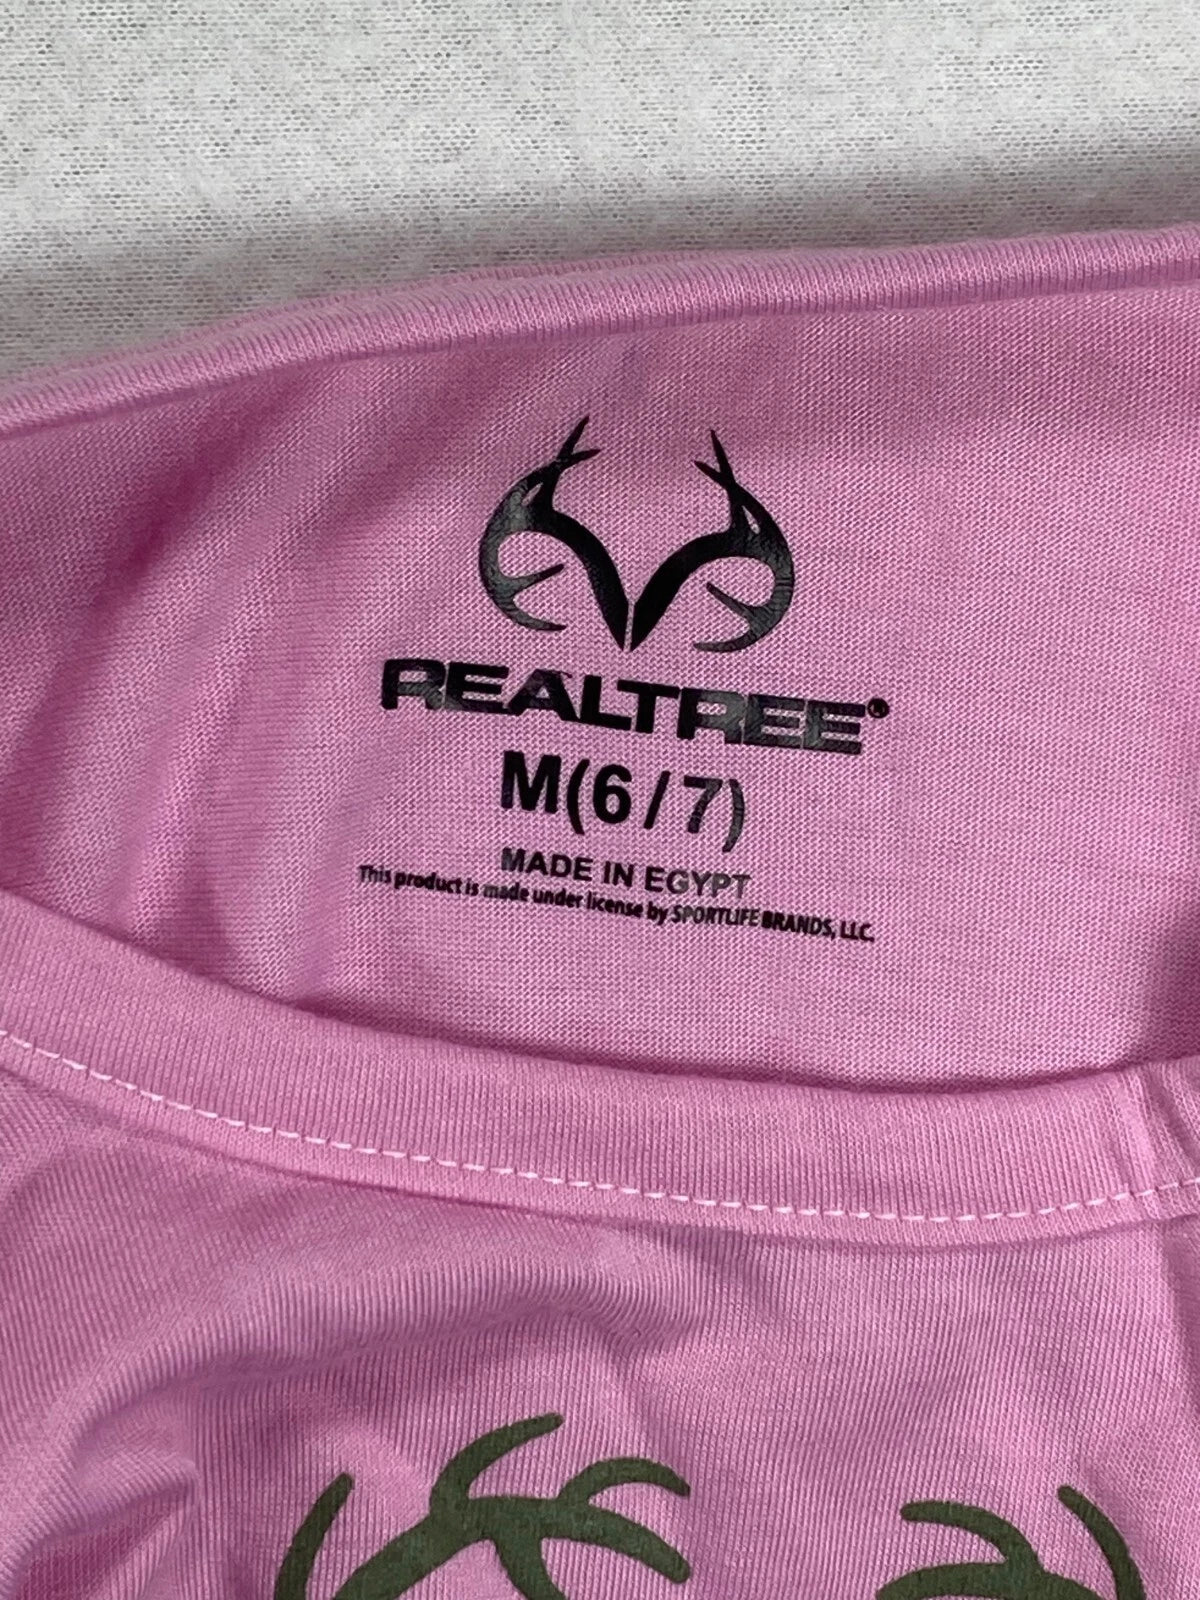 REALTREE®
M(6/7)
MADE IN EGYPT
This product is made under license by SPORTLIFE BRANDS, LLC.